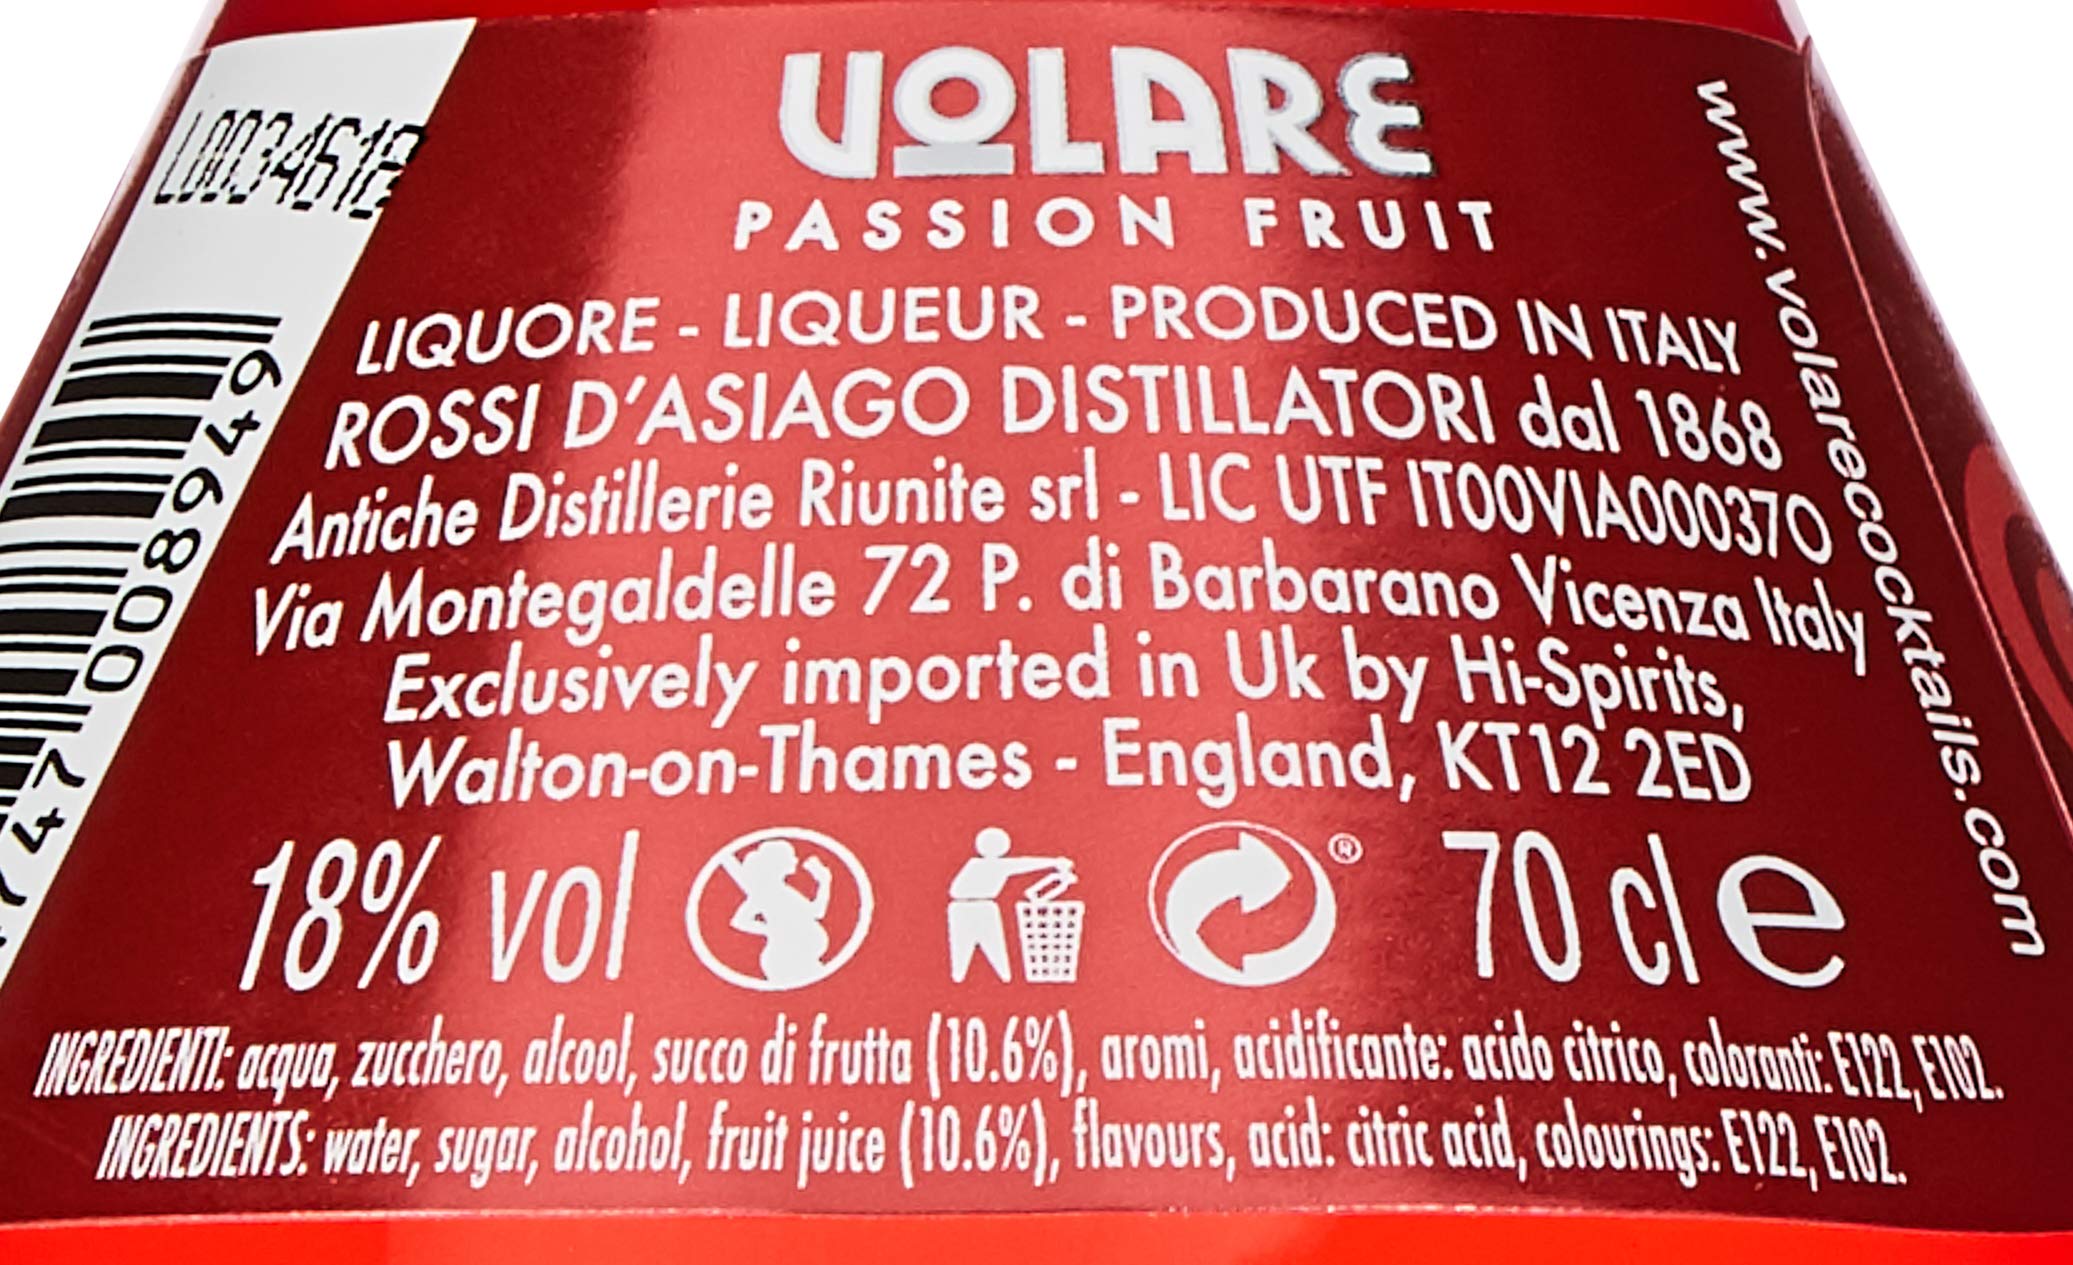 VOLARE
PASSION FRUIT
LIQUORE - LIQUEUR - PRODUCED IN ITALY
ROSSI D'ASIAGO DISTILLATORI dal 1868
Antiche Distillerie Riunite srl - LIC UTF IT00VIA000370
Via Montegaldelle 72 P. di Barbarano Vicenza Italy
Exclusively imported in Uk by Hi-Spirits,
Walton-on-Thames - England, KT12 2ED
18% vol ® 70 cl e
INGREDIENTI: acqua, zucchero, alcool, succo di frutta (10.6%), aromi, acidificante: acido citrico, coloranti: E122, E102.
INGREDIENTS: water, sugar, alcohol, fruit juice (10.6%), flavours, acid: citric acid, colourings: E122, E102.
www.volarecocktails.com
747008949